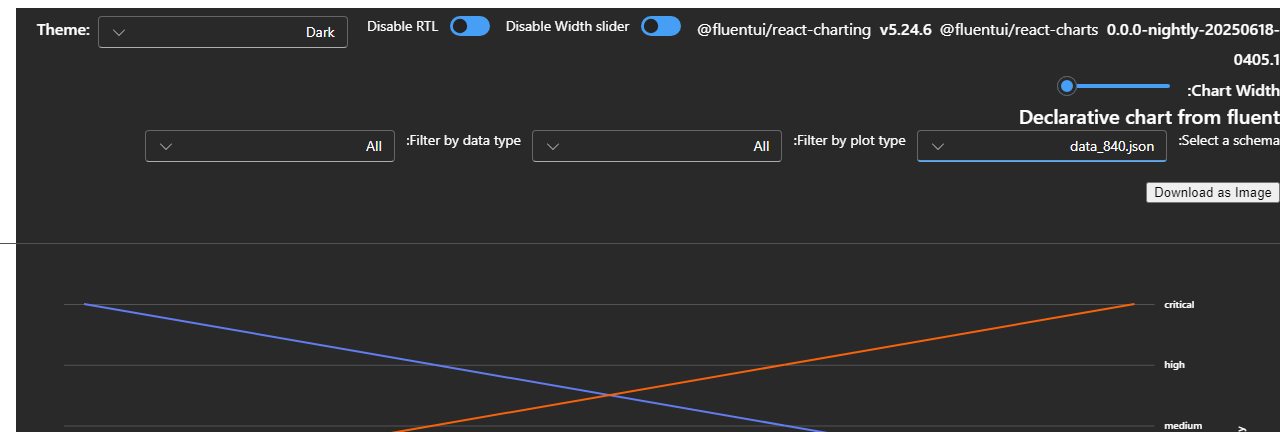 Theme: Dark Disable RTL Disable Width slider @fluentui/react-charting v5.24.6 @fluentui/react-charts 0.0.0-nightly-20250618-
0405.1
:Chart Width
Declarative chart from fluent
:Select a schema data_840.json :Filter by plot type All :Filter by data type All
Download as Image
critical
high
medium